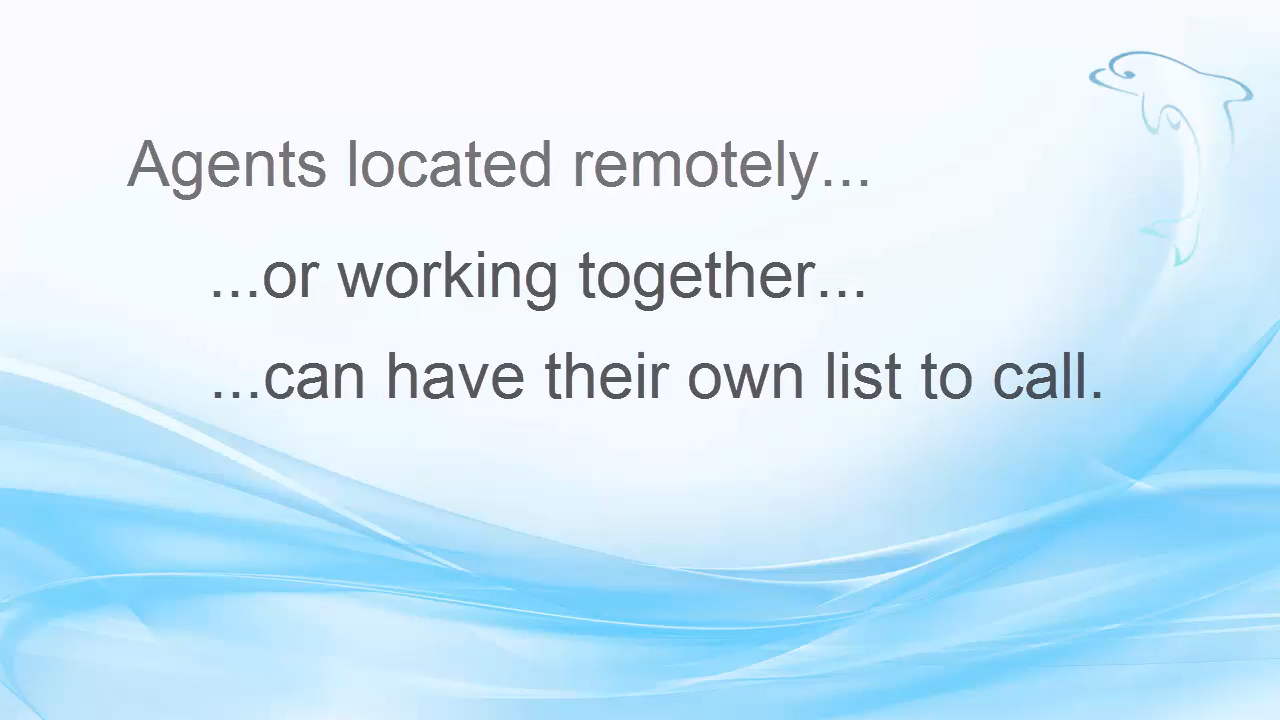 Agents located remotely...
...or working together...
...can have their own list to call.